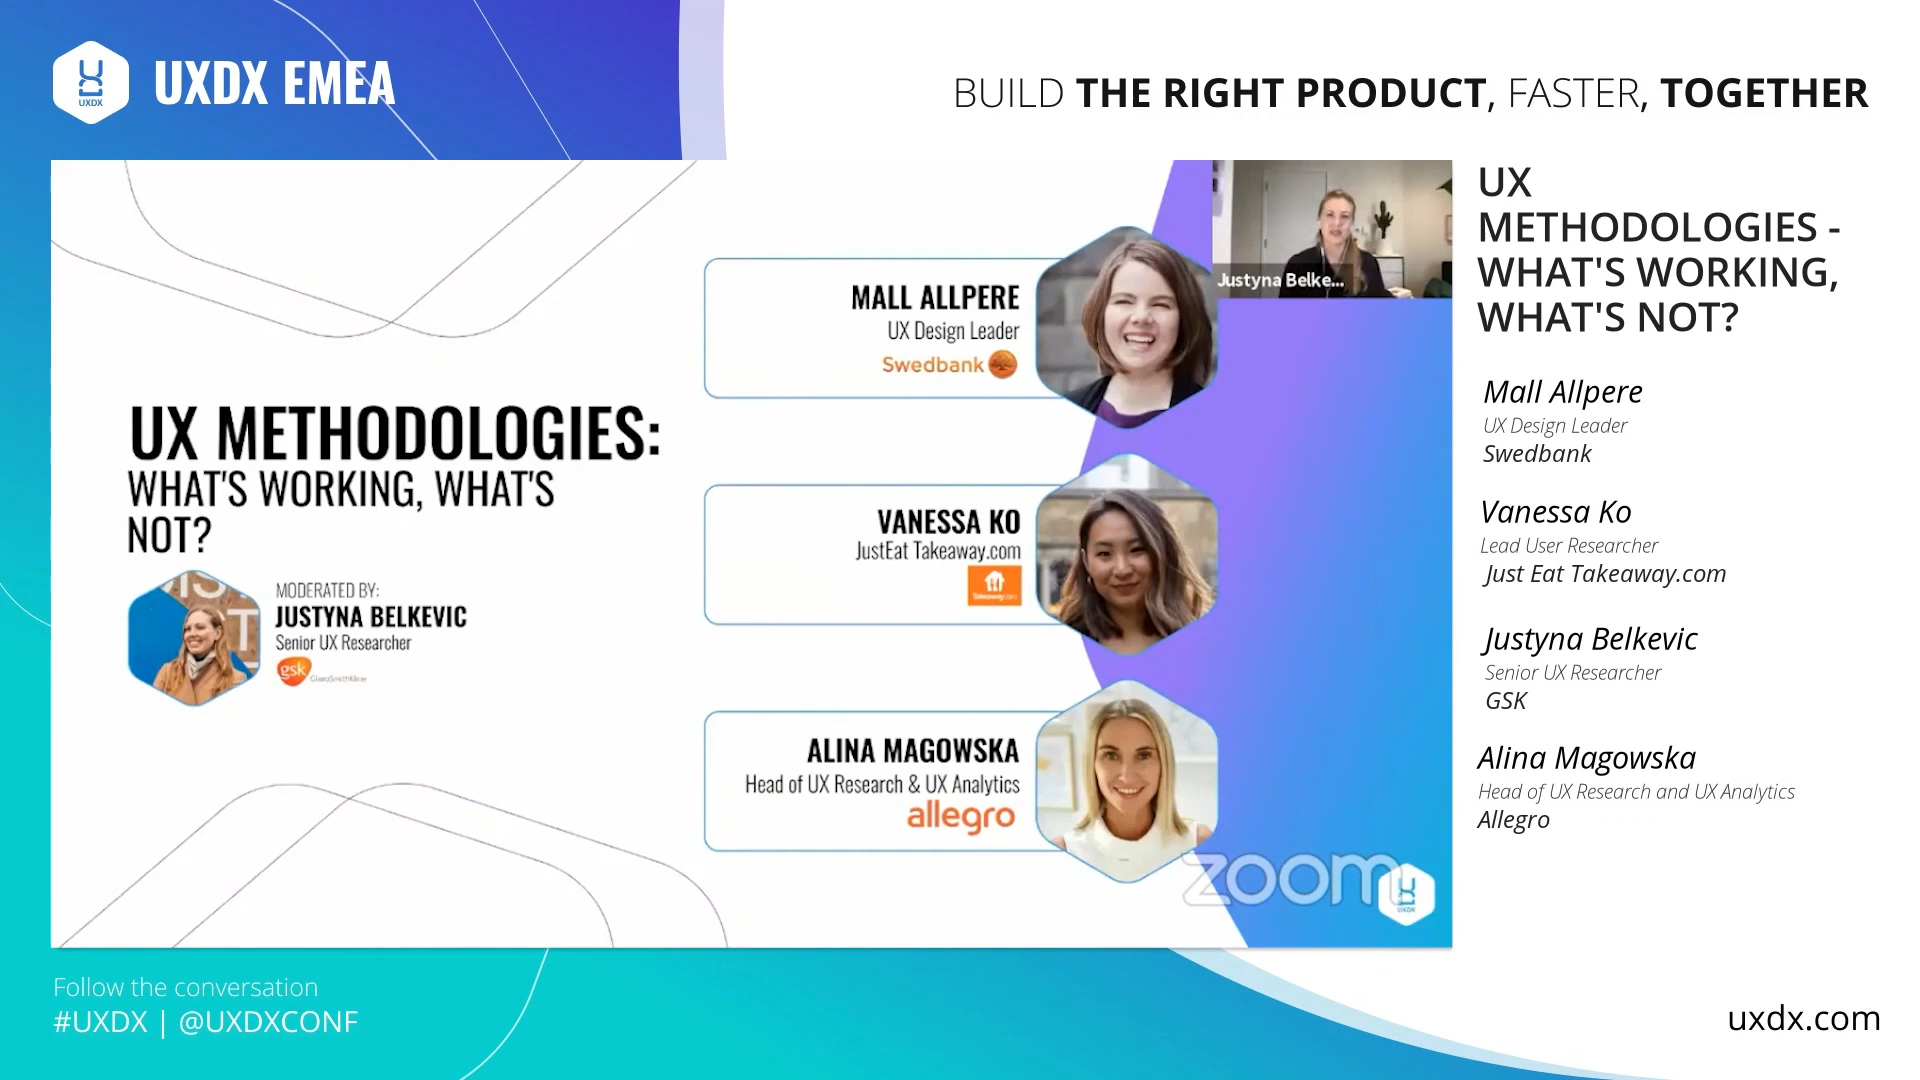 UXDX
UXDX EMEA
BUILD THE RIGHT PRODUCT, FASTER, TOGETHER
UX METHODOLOGIES:
WHAT'S WORKING, WHAT'S
NOT?
MODERATED BY:
JUSTYNA BELKEVIC
Senior UX Researcher
gsk
GlaxoSmithKline
MALL ALLPERE
UX Design Leader
Swedbank
VANESSA KO
JustEat Takeaway.com
Takeaway.com
ALINA MAGOWSKA
Head of UX Research & UX Analytics
allegro
Justyna Belke...
zoom
UXDX
UX
METHODOLOGIES -
WHAT'S WORKING,
WHAT'S NOT?
Mall Allpere
UX Design Leader
Swedbank
Vanessa Ko
Lead User Researcher
Just Eat Takeaway.com
Justyna Belkevic
Senior UX Researcher
GSK
Alina Magowska
Head of UX Research and UX Analytics
Allegro
Follow the conversation
#UXDX | @UXDXCONF
uxdx.com